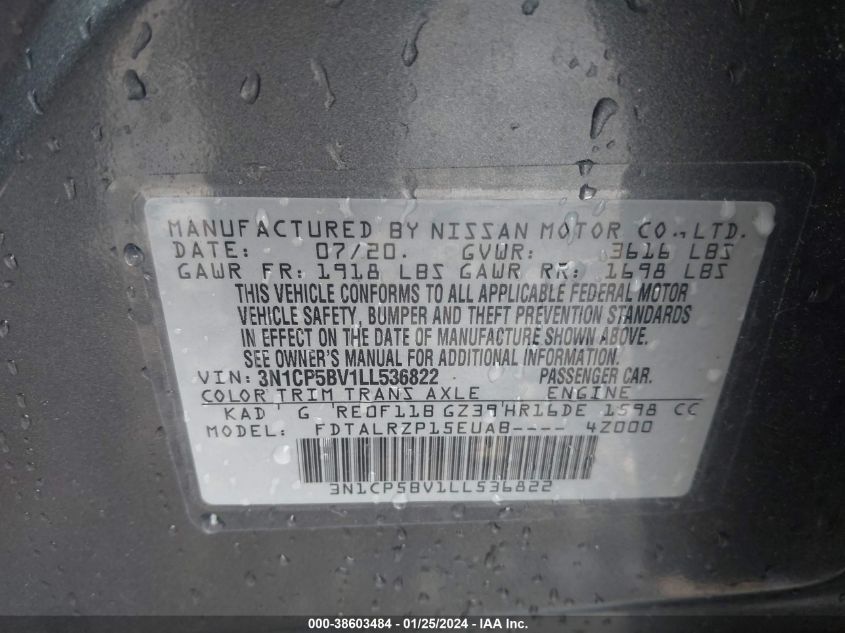 MANUFACTURED BY NISSAN MOTOR CO., LTD.
DATE: 07/20. GVWR: 3616 LBS
GAWR FR: 1918 LBS GAWR RR: 1698 LBS
THIS VEHICLE CONFORMS TO ALL APPLICABLE FEDERAL MOTOR
VEHICLE SAFETY, BUMPER AND THEFT PREVENTION STANDARDS
IN EFFECT ON THE DATE OF MANUFACTURE SHOWN ABOVE.
SEE OWNER'S MANUAL FOR ADDITIONAL INFORMATION.
VIN: 3N1CP5BV1LL536822 PASSENGER CAR.
COLOR TRIM TRANS AXLE ENGINE
KAD G RE0F11B GZ39 HR16DE 1598 CC
MODEL: FDTALRZP15EUAB---- 4Z000
3N1CP5BV1LL536822
000-38603484 - 01/25/2024 - IAA Inc.